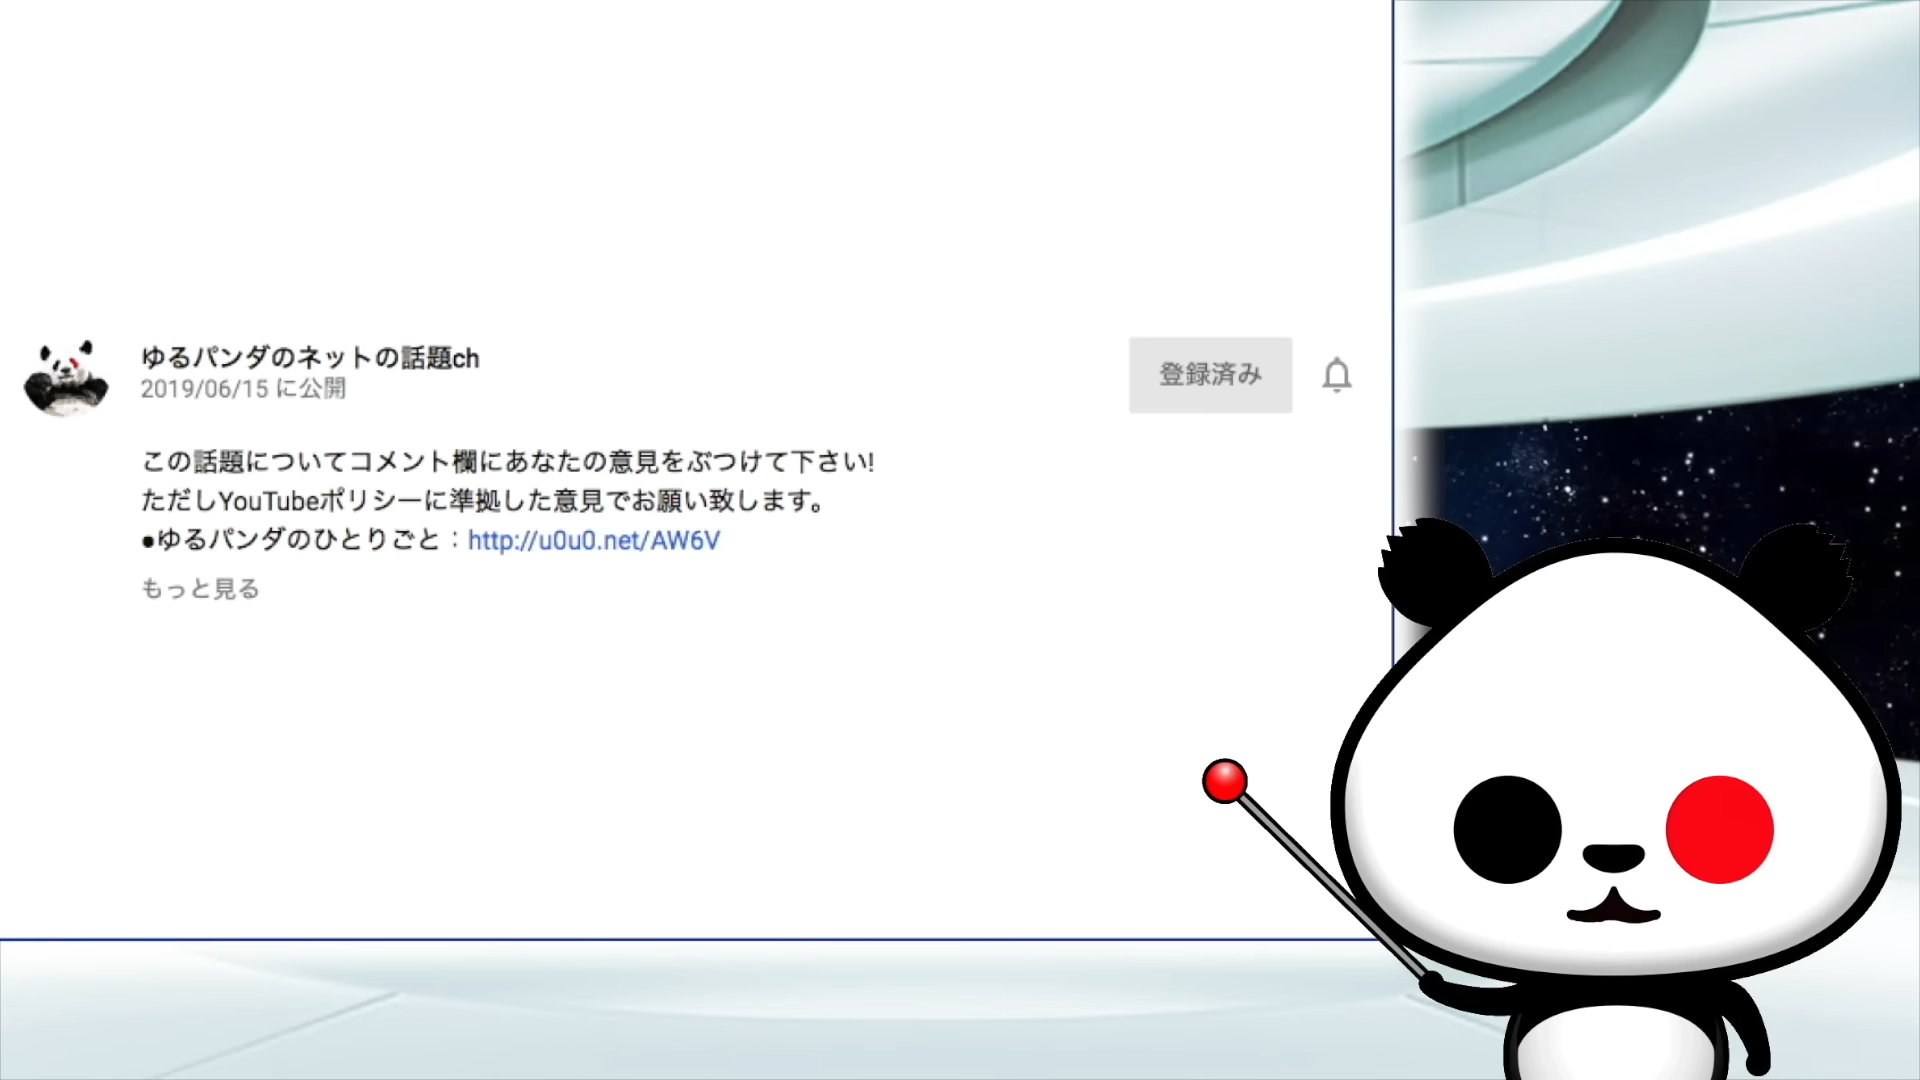 ゆるパンダのネットの話題ch
2019/06/15 に公開
登録済み
この話題についてコメント欄にあなたの意見をぶつけて下さい!
ただしYouTubeポリシーに準拠した意見でお願い致します。
●ゆるパンダのひとりごと：http://u0u0.net/AW6V
もっと見る